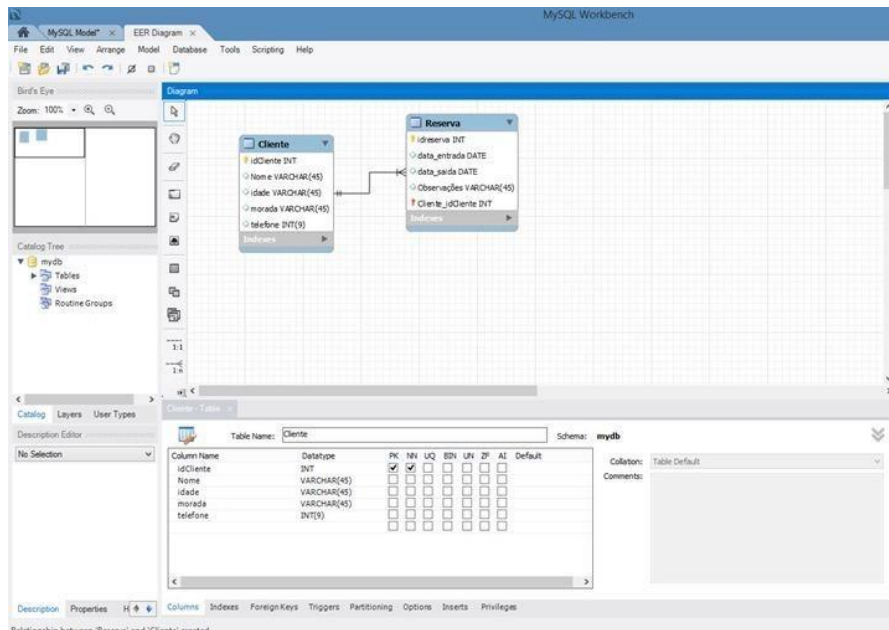 MySQL Workbench
MySQL Model* × EER Diagram ×
File Edit View Arrange Model Database Tools Scripting Help
Bird's Eye
Zoom: 100%
Diagram
Cliente
idCliente INT
Nome VARCHAR(45)
idade VARCHAR(45)
morada VARCHAR(45)
telefone INT(9)
Indexes
Reserva
idreserva INT
data_entrada DATE
data_saida DATE
Observações VARCHAR(45)
Cliente_idCliente INT
Indexes
Catalog Tree
mydb
Tables
Views
Routine Groups
1:1
1:n
Catalog Layers User Types
Cliente - Table ×
Description Editor
No Selection
Table Name: Cliente Schema: mydb
Column Name Datatype PK NN UQ BIN UN ZF AI Default
idCliente INT
Nome VARCHAR(45)
idade VARCHAR(45)
morada VARCHAR(45)
telefone INT(9)
Collation: Table Default
Comments:
Description Properties H
Columns Indexes Foreign Keys Triggers Partitioning Options Inserts Privileges
Relationship between 'Reserva' and 'Cliente' created